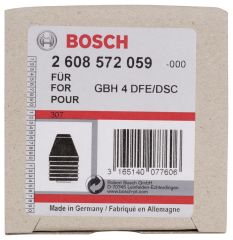 BOSCH
2 608 572 059 -000
FÜR
FOR GBH 4 DFE/DSC
POUR
307
3 165140 077606
Robert Bosch GmbH
D-70745 Leinfelden-Echterdingen
www.bosch-pt.com
Made in Germany / Fabriqué en Allemagne